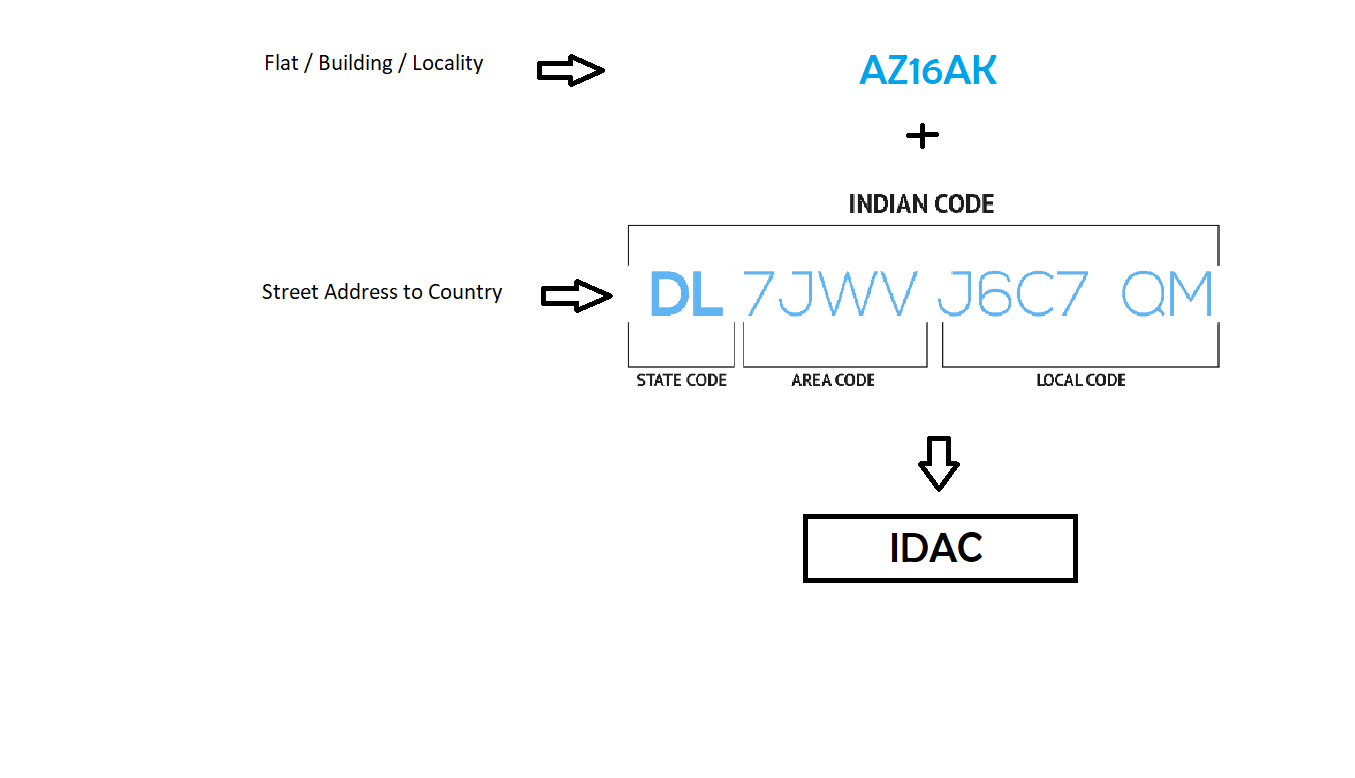 Flat / Building / Locality
AZ16AK
+
INDIAN CODE
Street Address to Country
DL 7JWV J6C7 QM
STATE CODE AREA CODE LOCAL CODE
IDAC